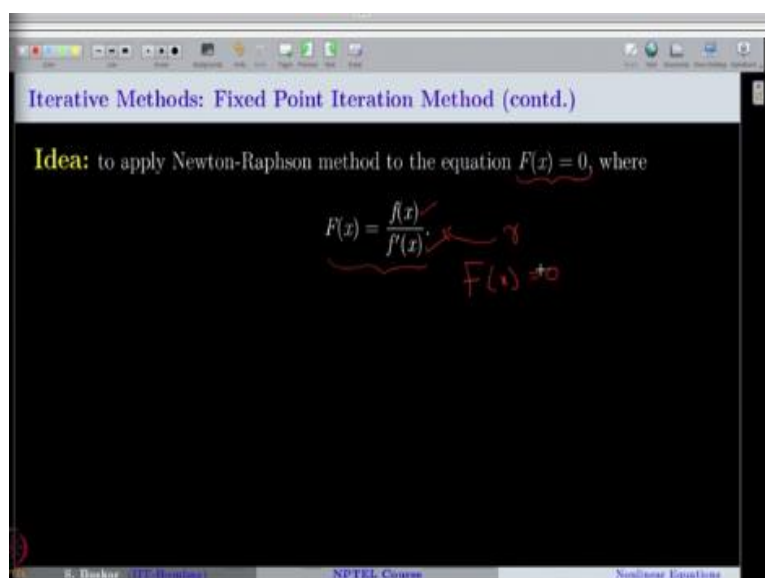 Iterative Methods: Fixed Point Iteration Method (contd.)
Idea: to apply Newton-Raphson method to the equation F(x) = 0, where
F(x) = f(x) / f'(x).
r
F(x) = 0
NPTEL Course
Nonlinear Equations